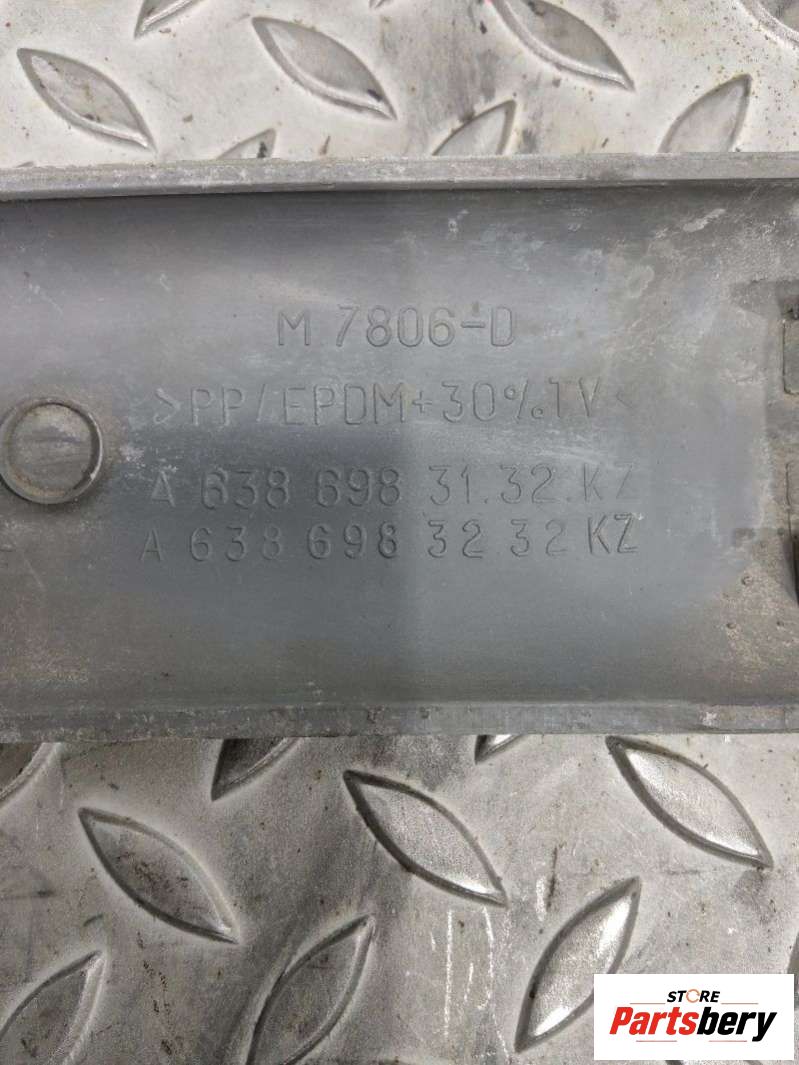 M 7806-D
>PP/EPDM+30%TV<
A 638 698 31.32.KZ
A 638 698 32 32 KZ
STORE
Partsbery